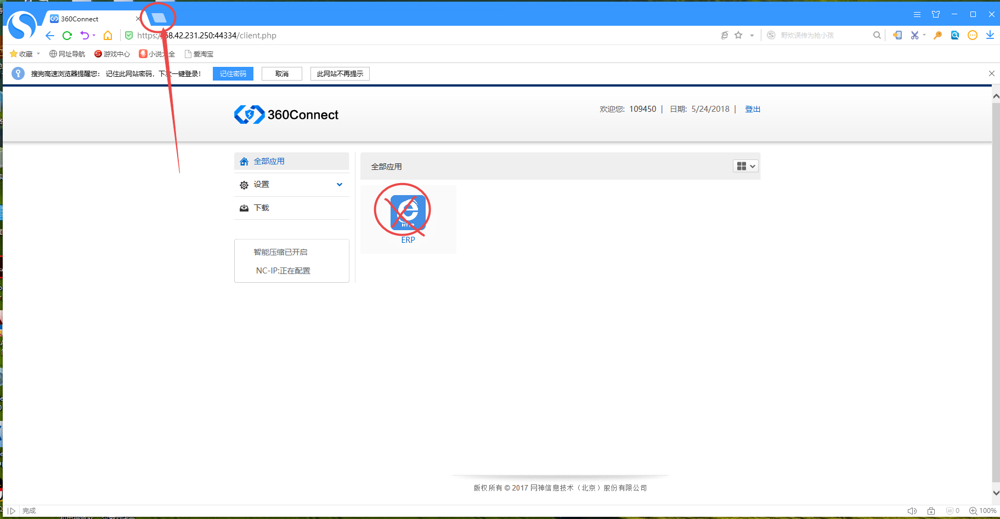 360Connect
https://58.42.231.250:44334/client.php
野炊误传为抢小孩
收藏 网址导航 游戏中心 小说大全 爱淘宝
搜狗高速浏览器提醒您: 记住此网站密码，下次一键登录! 记住密码 取消 此网站不再提示
360Connect
欢迎您: 109450 | 日期: 5/24/2018 | 登出
全部应用
设置
下载
智能压缩已开启
NC-IP:正在配置
全部应用
HTTP
ERP
版权所有 © 2017 网神信息技术（北京）股份有限公司
完成
0
100%